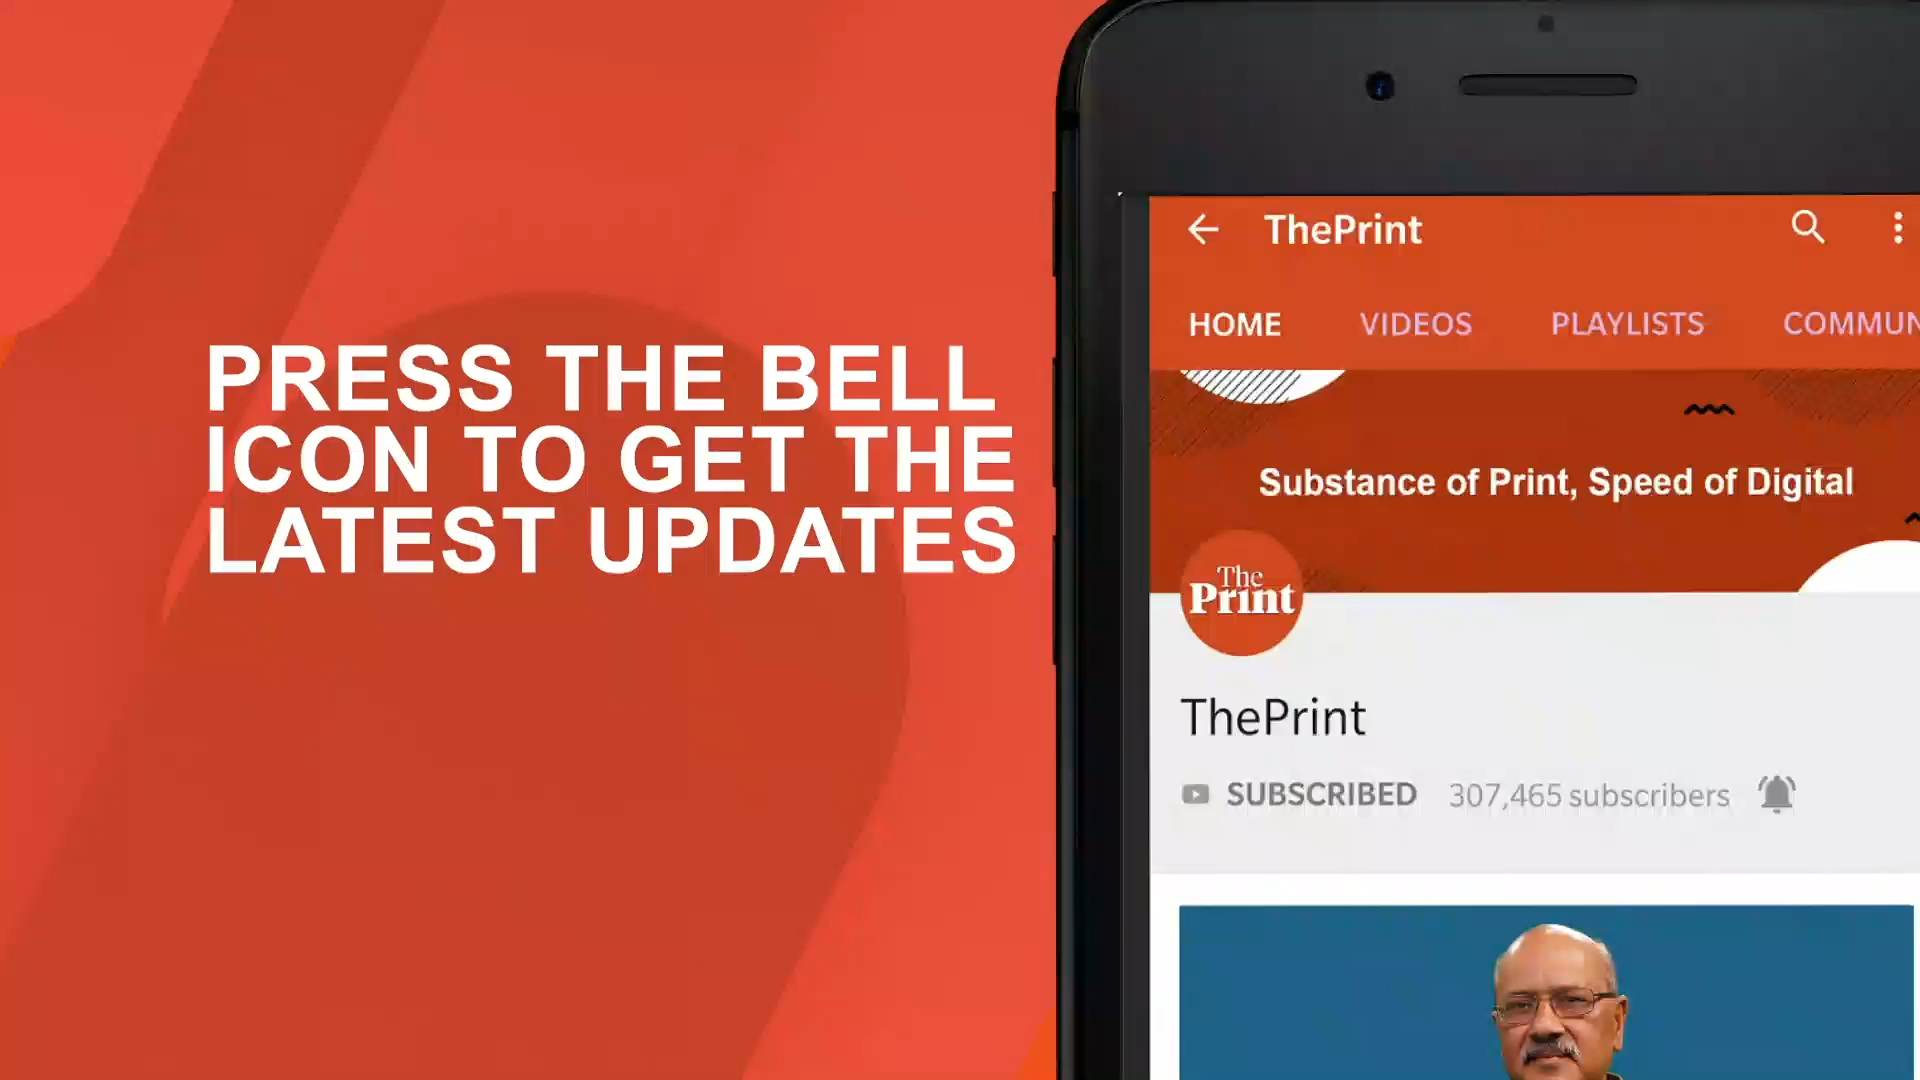 PRESS THE BELL
ICON TO GET THE
LATEST UPDATES
ThePrint
HOME VIDEOS PLAYLISTS COMMUN
Substance of Print, Speed of Digital
The
Print
ThePrint
SUBSCRIBED 307,465 subscribers